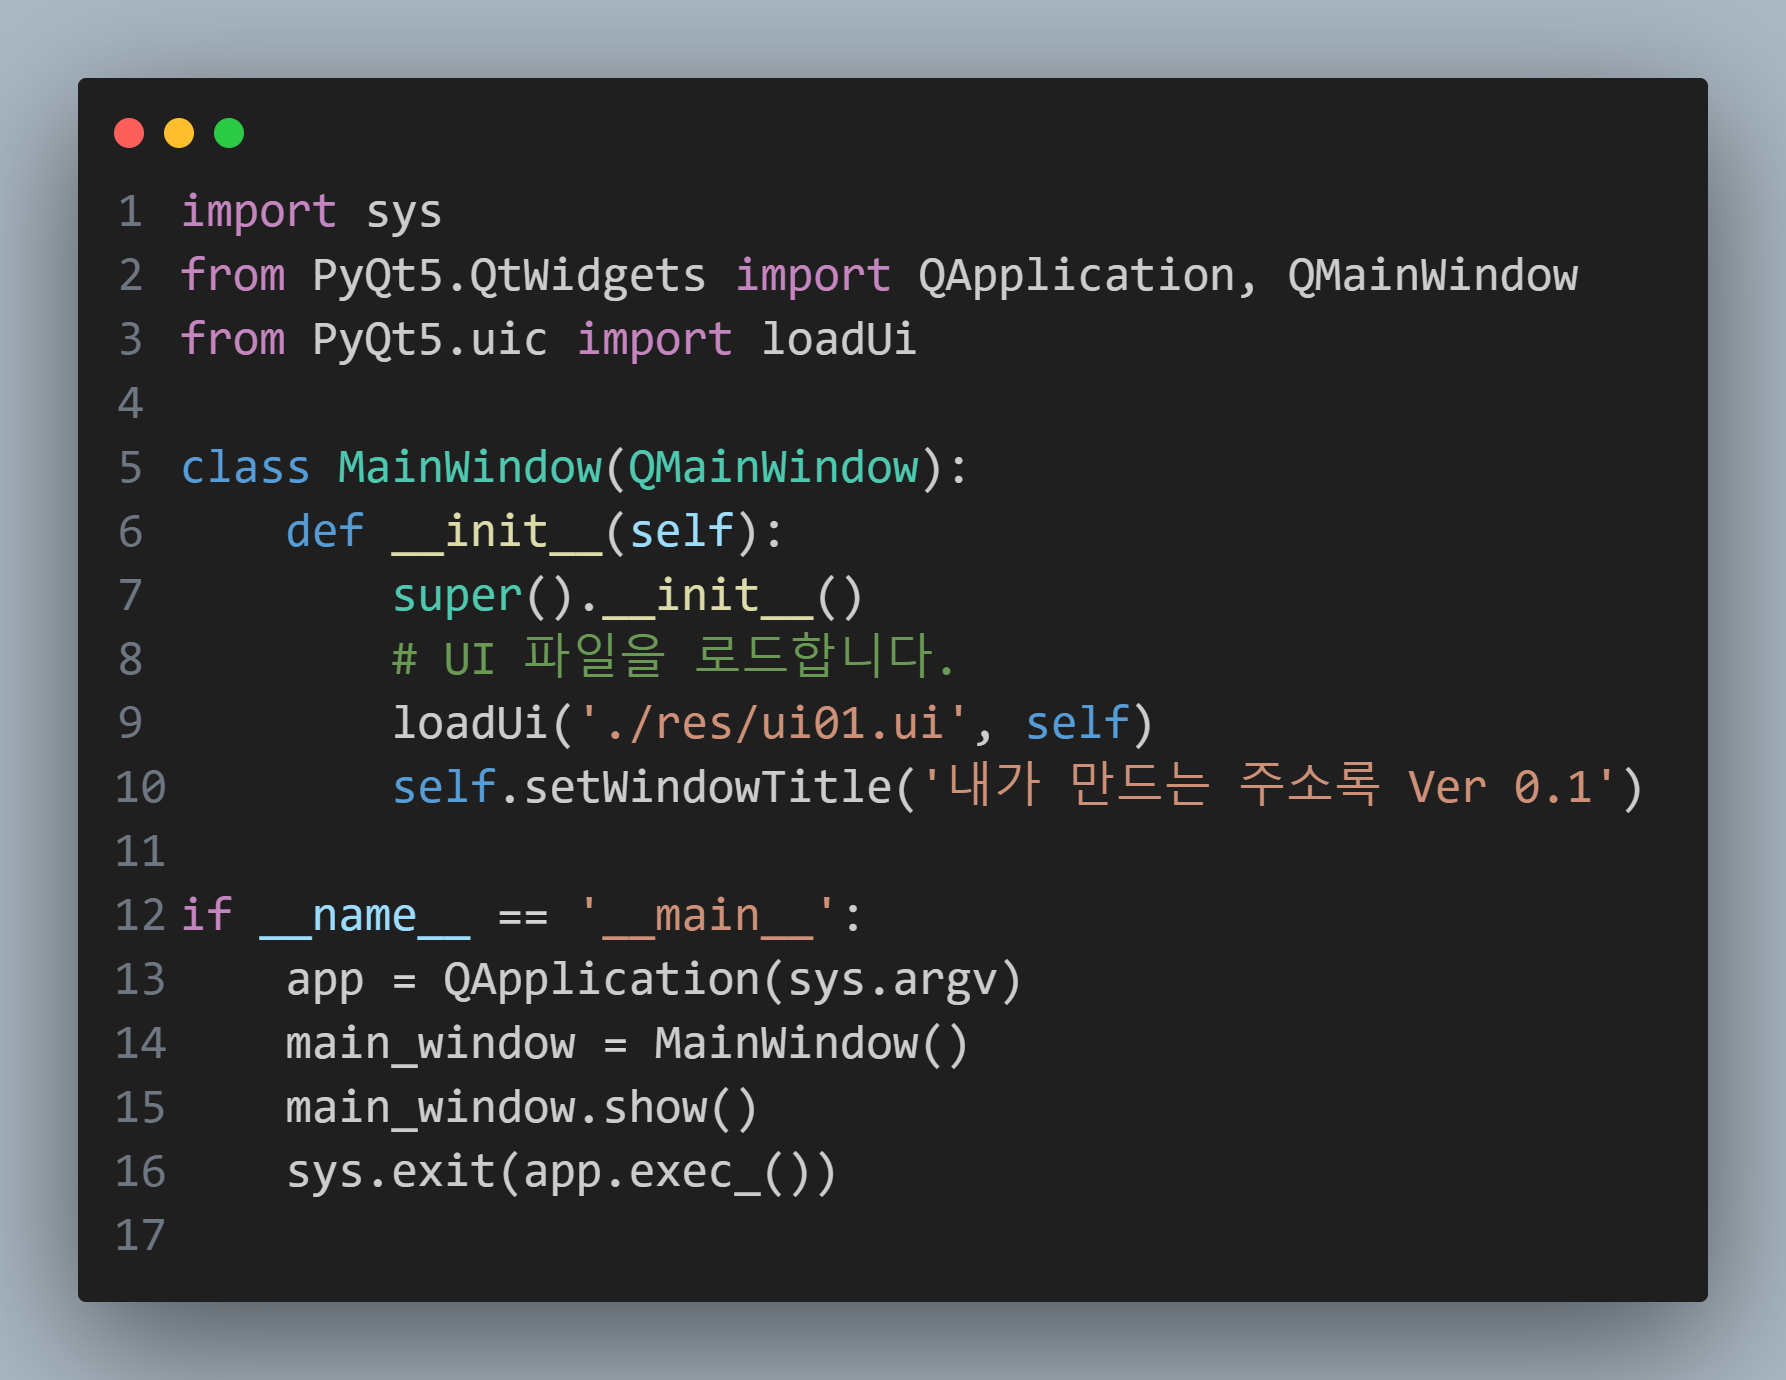 1 import sys
2 from PyQt5.QtWidgets import QApplication, QMainWindow
3 from PyQt5.uic import loadUi
4
5 class MainWindow(QMainWindow):
6     def __init__(self):
7         super().__init__()
8         # UI 파일을 로드합니다.
9         loadUi('./res/ui01.ui', self)
10         self.setWindowTitle('내가 만드는 주소록 Ver 0.1')
11
12 if __name__ == '__main__':
13     app = QApplication(sys.argv)
14     main_window = MainWindow()
15     main_window.show()
16     sys.exit(app.exec_())
17